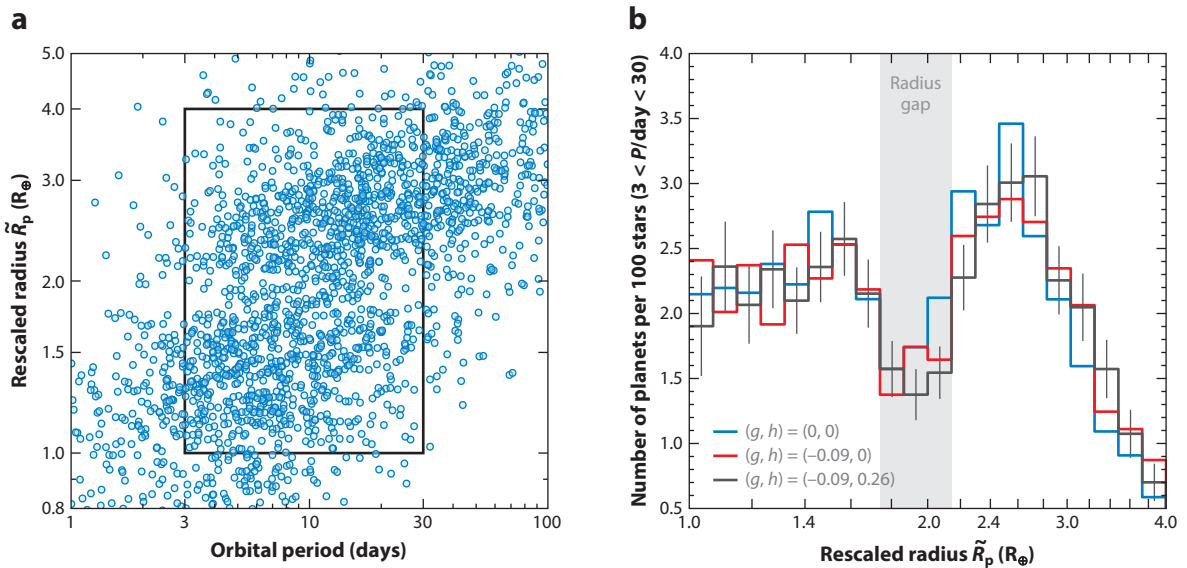 a
Rescaled radius R̃p (R⊕)
5.0
4.0
3.0
2.0
1.5
1.0
0.8
1
3
10
30
100
Orbital period (days)
b
Number of planets per 100 stars (3 < P/day < 30)
4.0
3.5
3.0
2.5
2.0
1.5
1.0
0.5
Radius
gap
(g, h) = (0, 0)
(g, h) = (–0.09, 0)
(g, h) = (–0.09, 0.26)
1.0
1.4
2.0
2.4
3.0
4.0
Rescaled radius R̃p (R⊕)